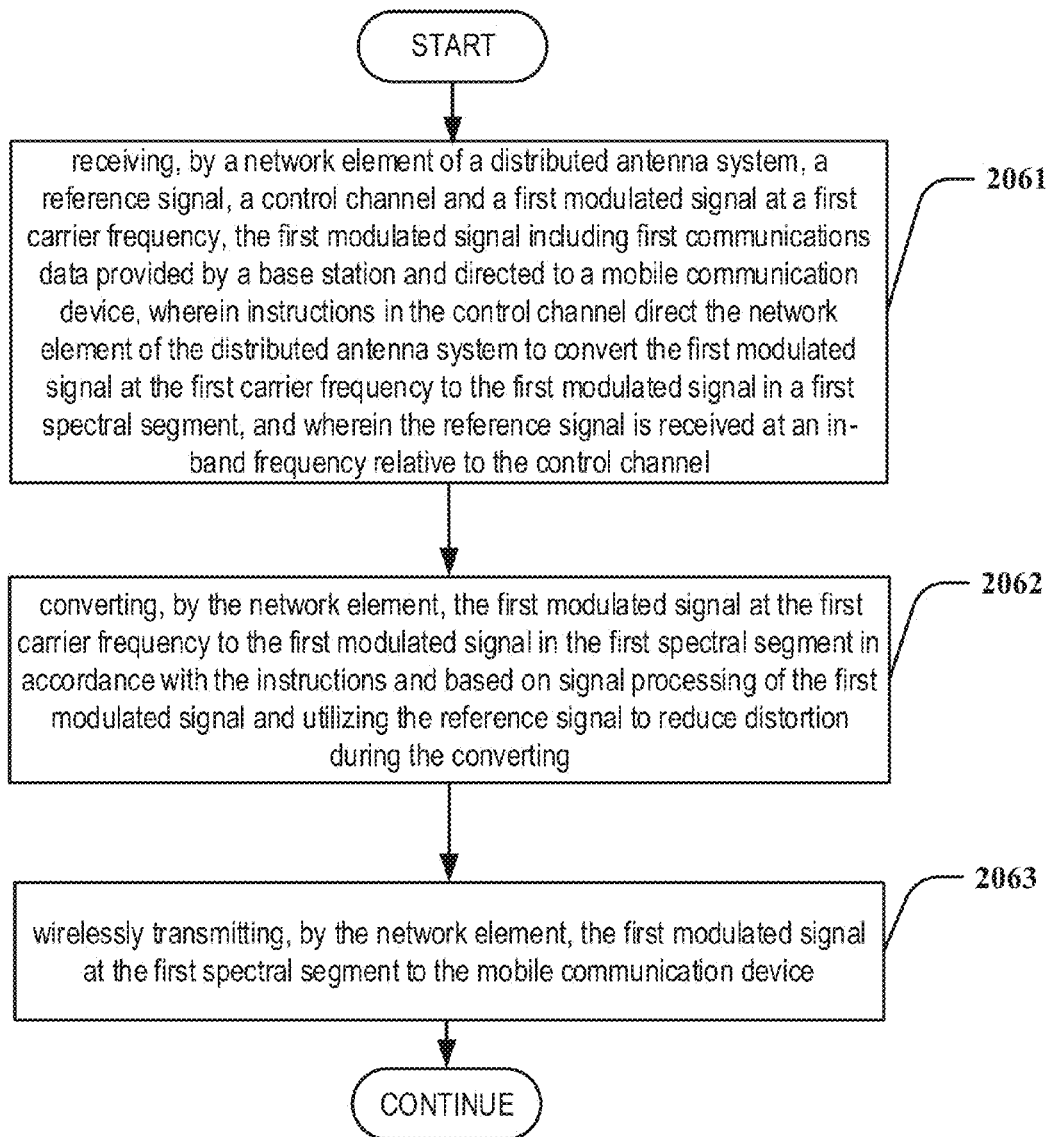 START
receiving, by a network element of a distributed antenna system, a
reference signal, a control channel and a first modulated signal at a first
carrier frequency, the first modulated signal including first communications
data provided by a base station and directed to a mobile communication
device, wherein instructions in the control channel direct the network
element of the distributed antenna system to convert the first modulated
signal at the first carrier frequency to the first modulated signal in a first
spectral segment, and wherein the reference signal is received at an in-
band frequency relative to the control channel
2061
converting, by the network element, the first modulated signal at the first
carrier frequency to the first modulated signal in the first spectral segment in
accordance with the instructions and based on signal processing of the first
modulated signal and utilizing the reference signal to reduce distortion
during the converting
2062
wirelessly transmitting, by the network element, the first modulated signal
at the first spectral segment to the mobile communication device
2063
CONTINUE